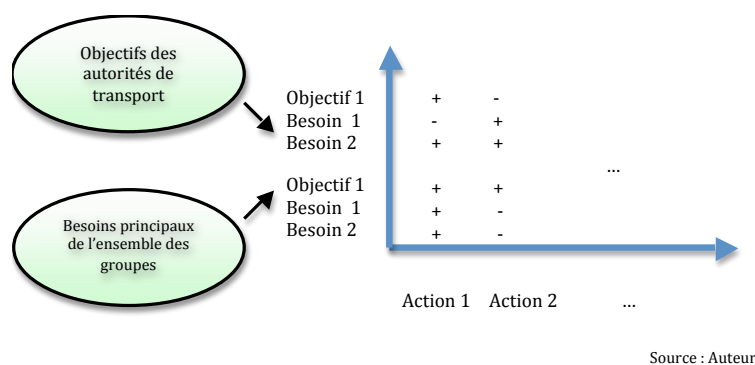 Objectifs des
autorités de
transport
Objectif 1 + -
Besoin 1 - +
Besoin 2 + +
...
Objectif 1 + +
Besoin 1 + -
Besoin 2 + -
Besoins principaux
de l'ensemble des
groupes
Action 1 Action 2 ...
Source : Auteur